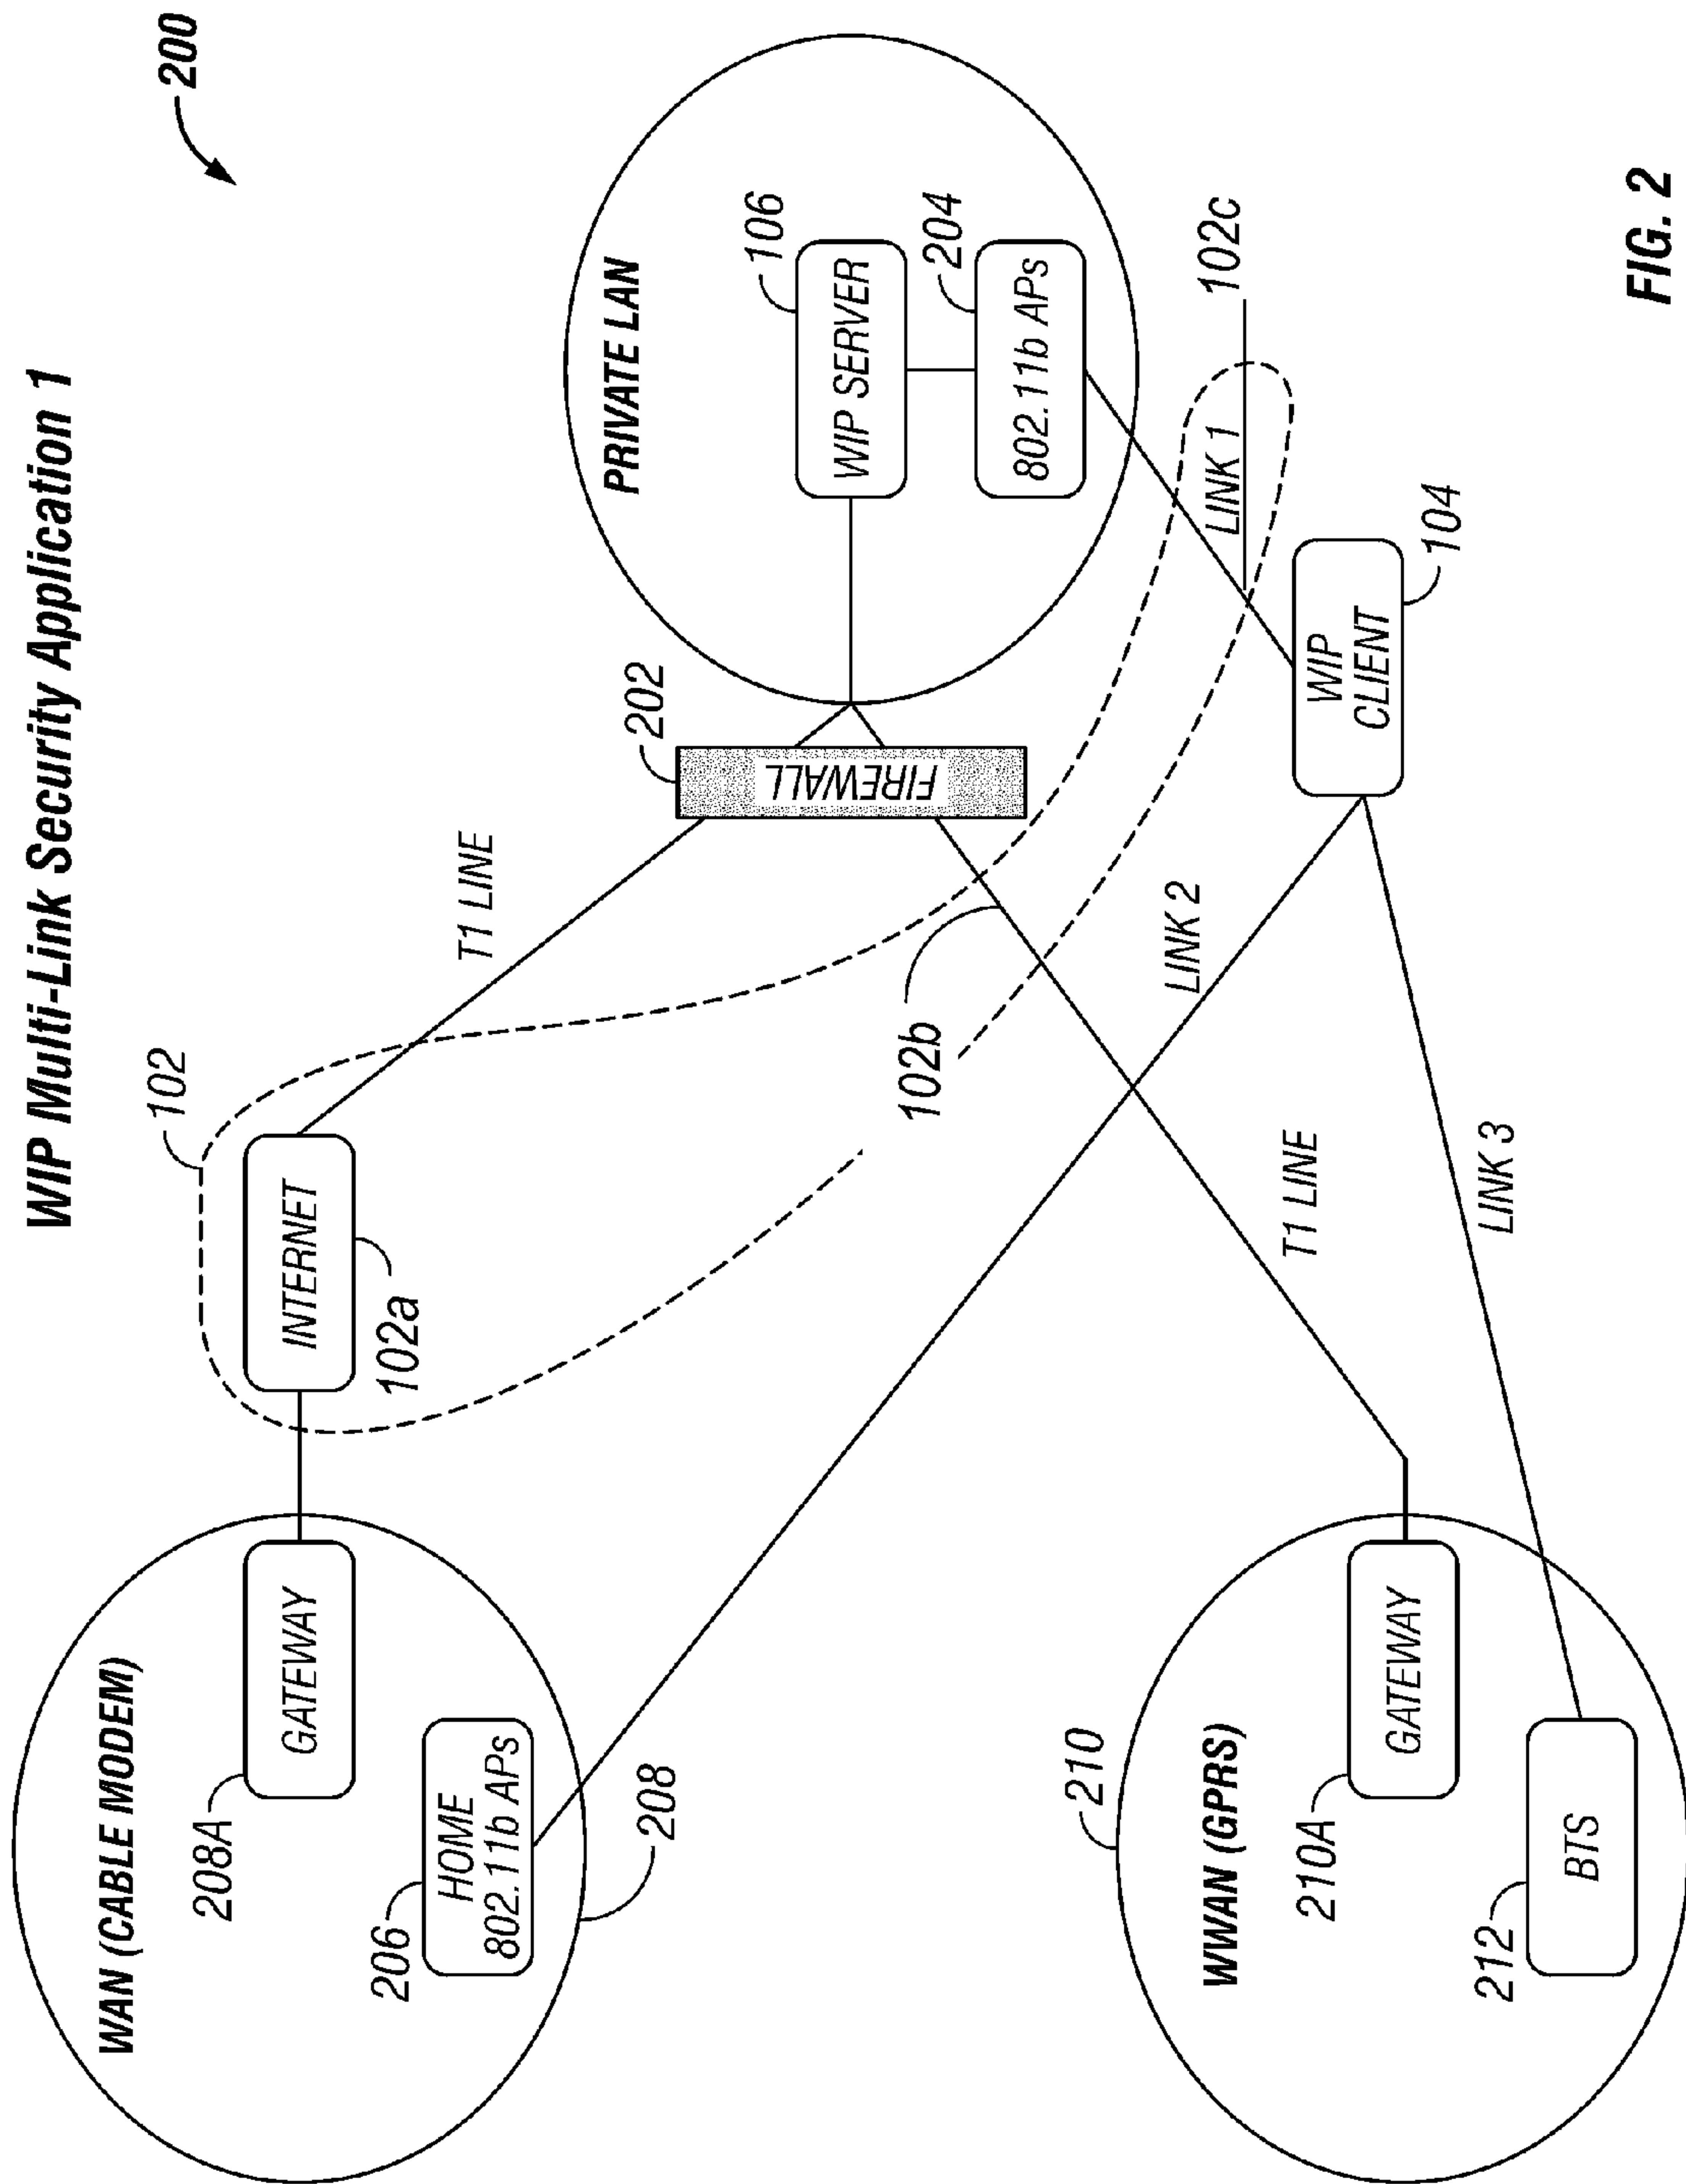 WIP Multi-Link Security Application 1
200
WAN (CABLE MODEM)
208A
GATEWAY
206
HOME
802.11b APs
208
INTERNET
102a
102
T1 LINE
202
FIREWALL
PRIVATE LAN
106
WIP SERVER
204
802.11b APs
102c
LINK 1
102b
LINK 2
WIP
CLIENT
104
210
WWAN (GPRS)
210A
GATEWAY
212
BTS
T1 LINE
LINK 3
FIG. 2